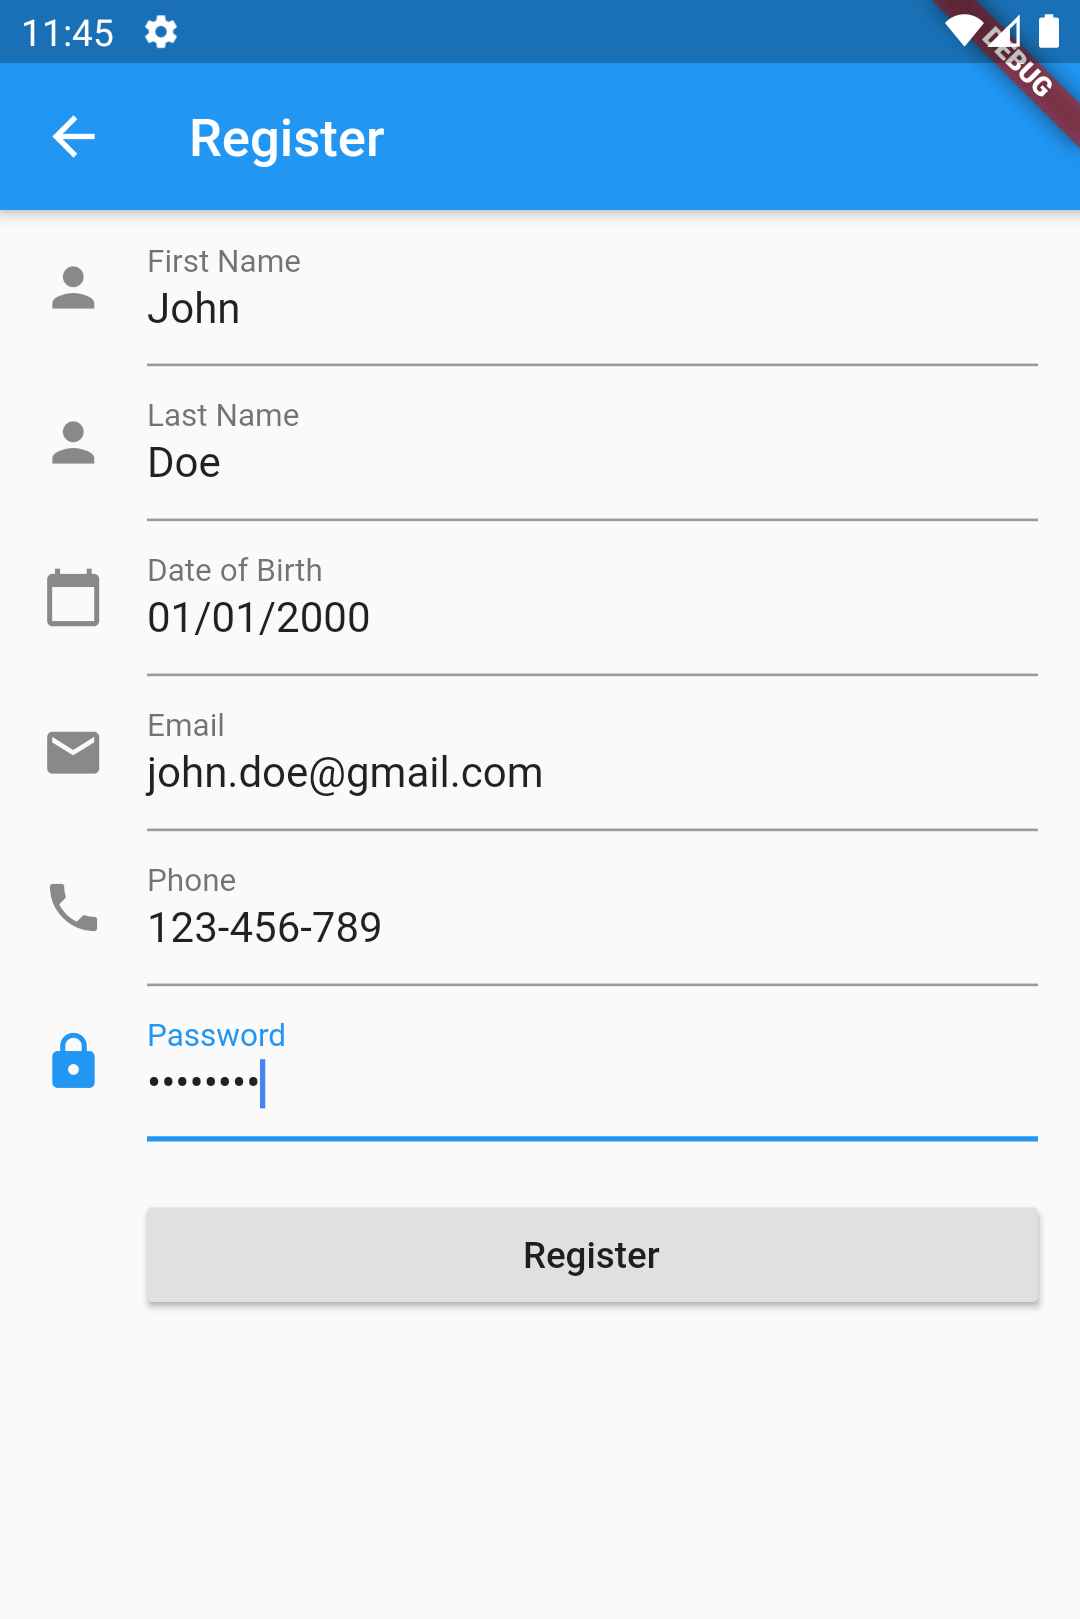 11:45
DEBUG
Register
First Name
John
Last Name
Doe
Date of Birth
01/01/2000
Email
john.doe@gmail.com
Phone
123-456-789
Password
••••••••
Register